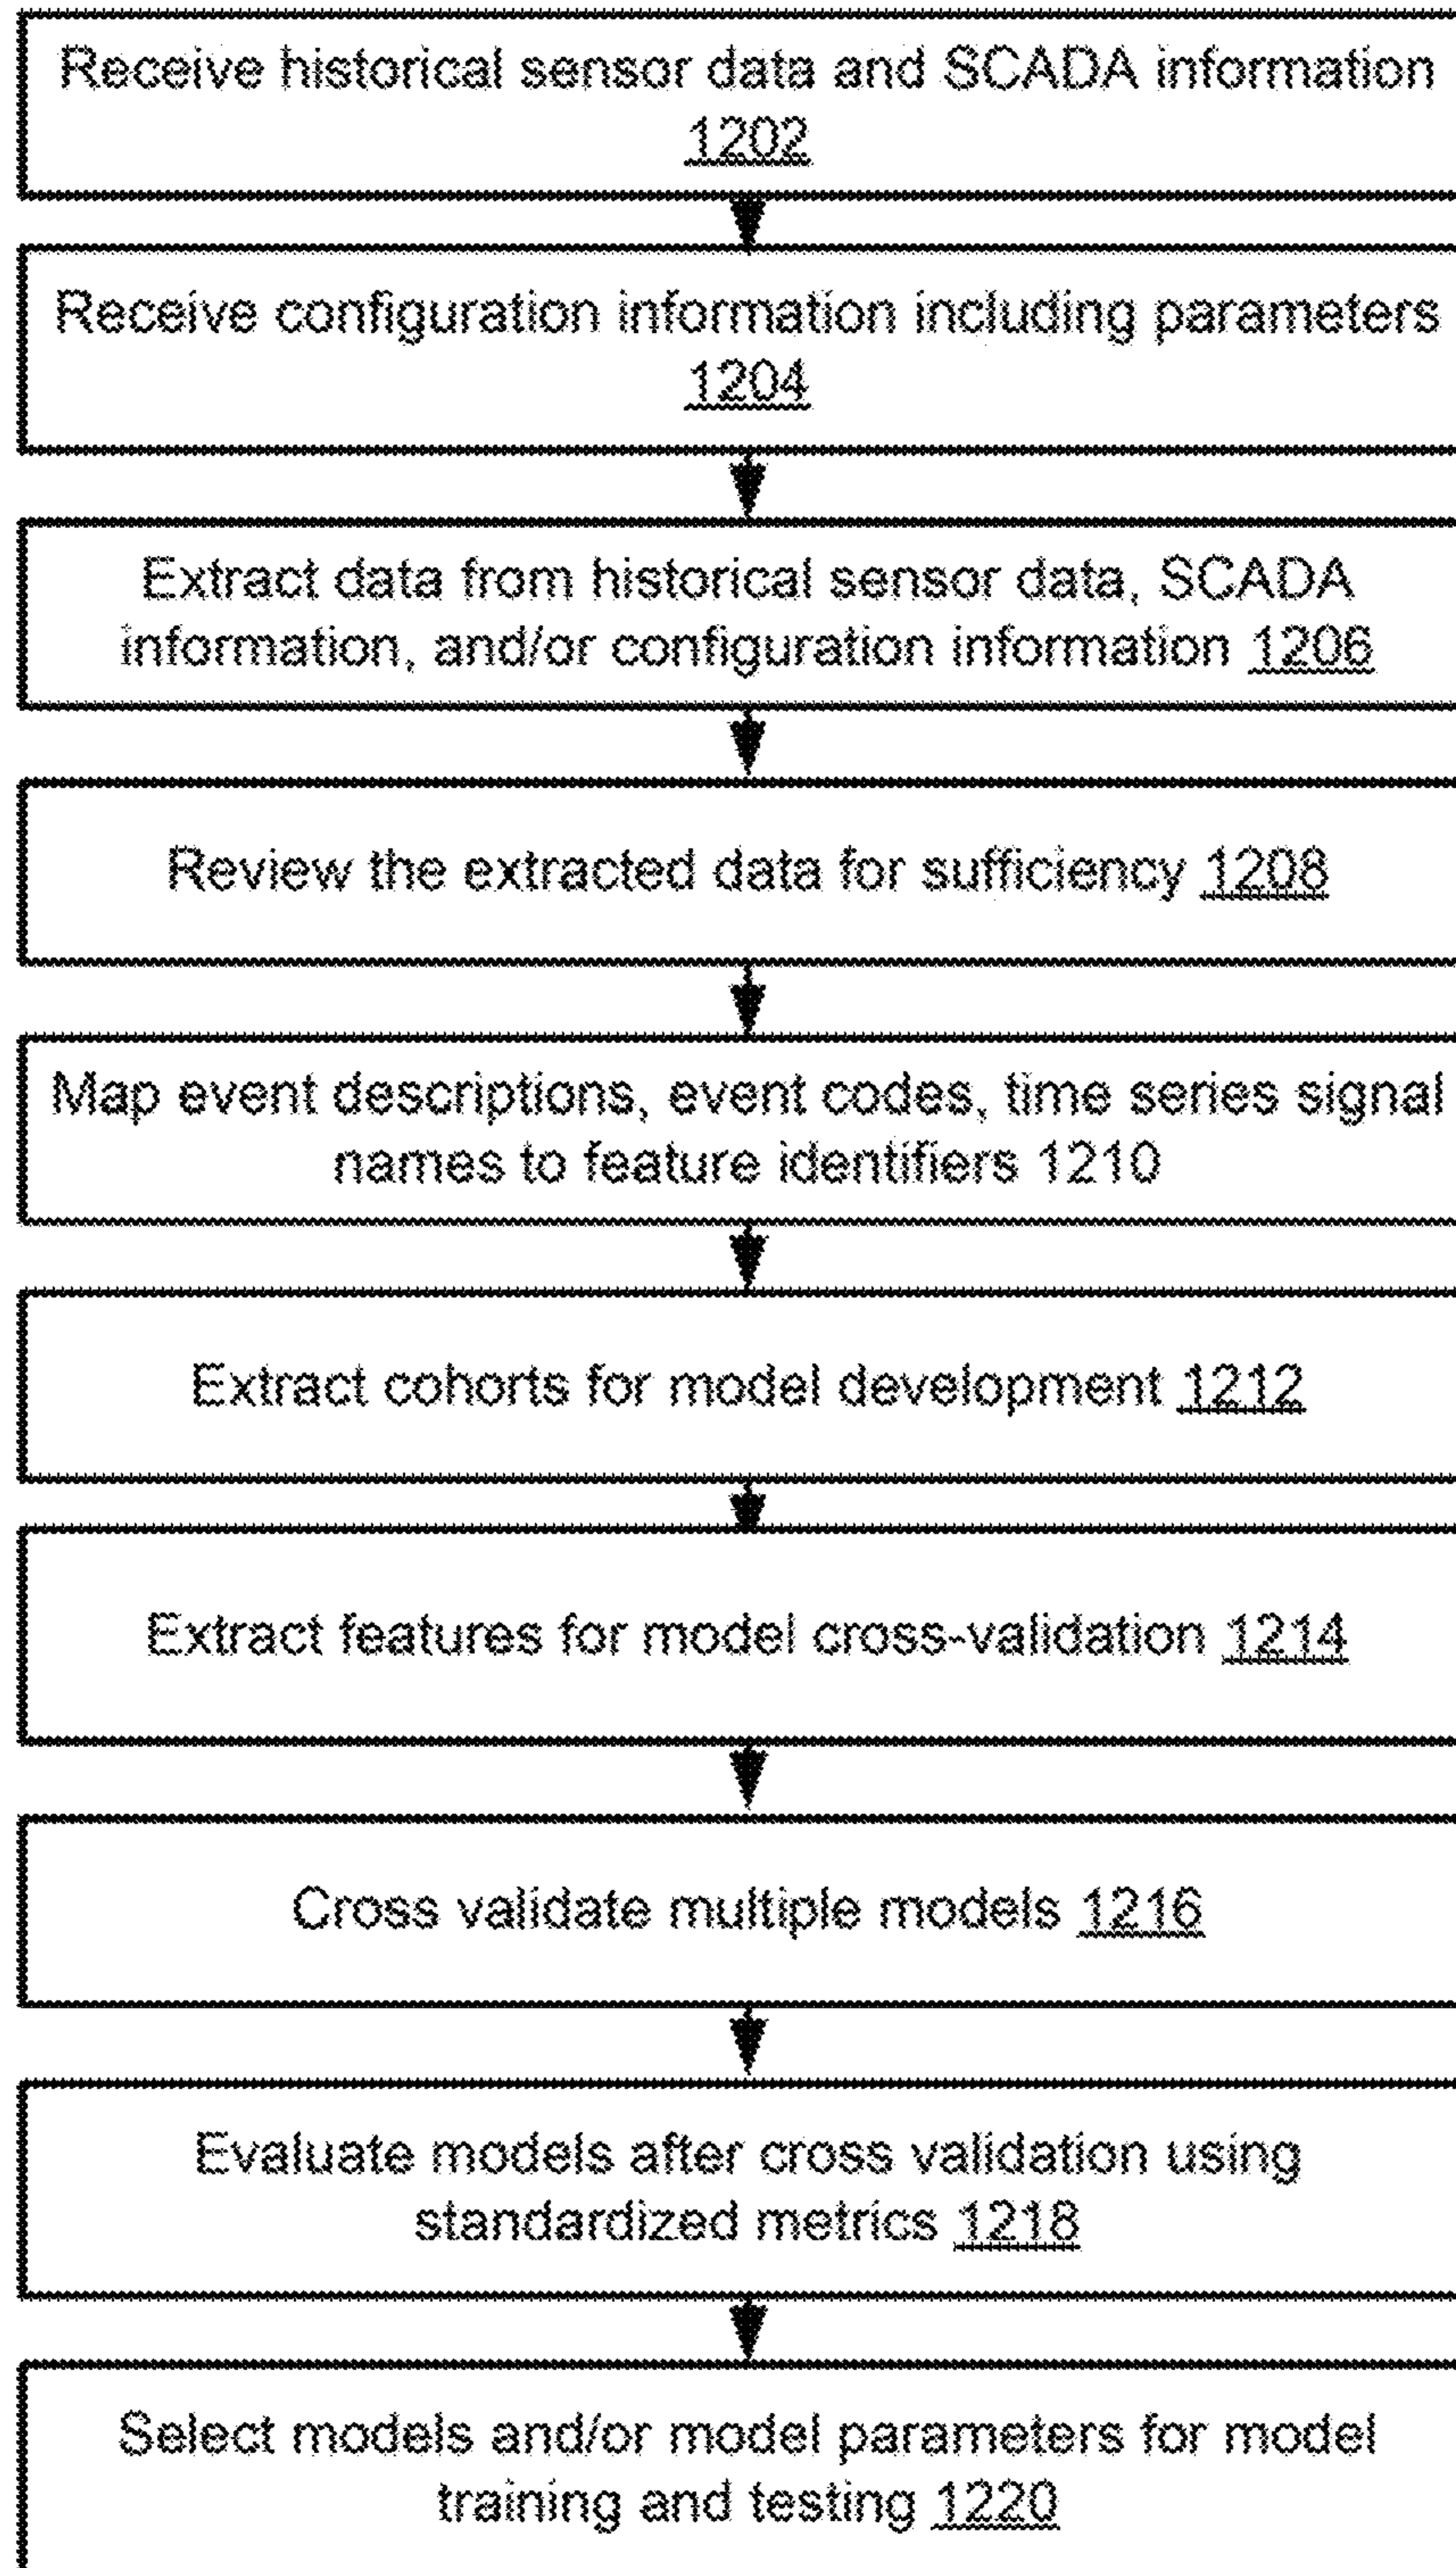 Receive historical sensor data and SCADA information
1202
Receive configuration information including parameters
1204
Extract data from historical sensor data, SCADA
information, and/or configuration information 1206
Review the extracted data for sufficiency 1208
Map event descriptions, event codes, time series signal
names to feature identifiers 1210
Extract cohorts for model development 1212
Extract features for model cross-validation 1214
Cross validate multiple models 1216
Evaluate models after cross validation using
standardized metrics 1218
Select models and/or model parameters for model
training and testing 1220